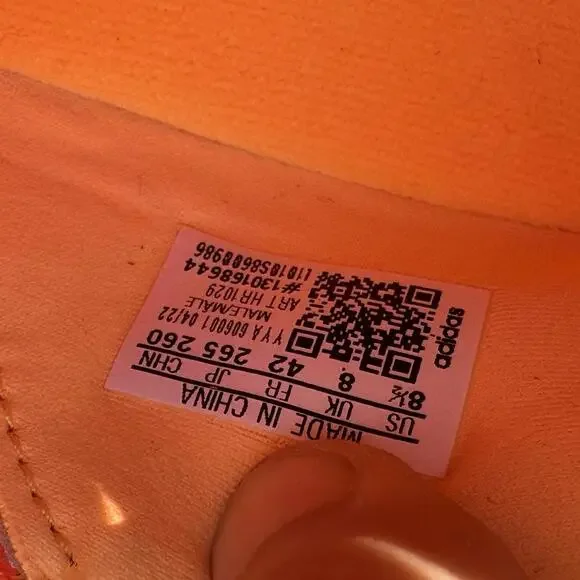 MADE IN CHINA
US UK FR JP CHN
8½ 8 42 265 260
YYA 606001 04/22
MALE/MALE
ART HR1029
#130168644
adidas